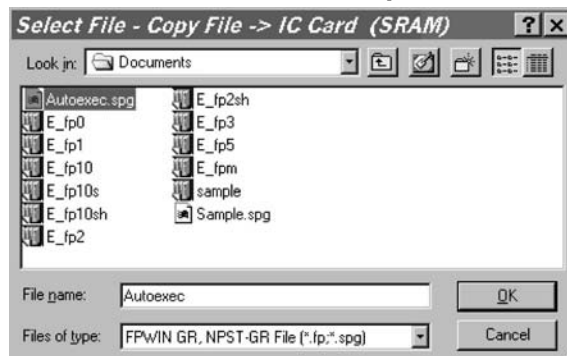 Select File - Copy File -> IC Card (SRAM)
Look in: Documents
Autoexec.spg E_fp2sh
E_fp0 E_fp3
E_fp1 E_fp5
E_fp10 E_fpm
E_fp10s sample
E_fp10sh Sample.spg
E_fp2
File name: Autoexec OK
Files of type: FPWIN GR, NPST-GR File (*.fp;*.spg) Cancel